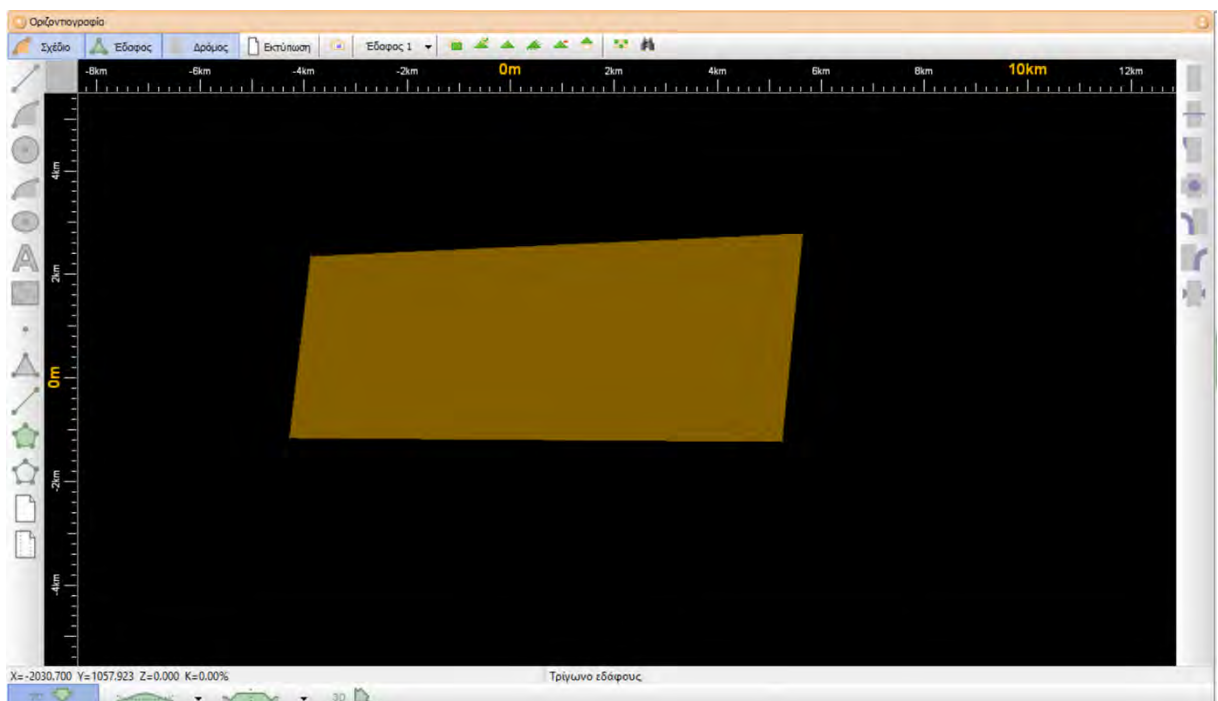 Οριζοντιογραφία
Σχέδιο Έδαφος Δρόμος Εκτύπωση Έδαφος 1
-8km -6km -4km -2km 0m 2km 4km 6km 8km 10km 12km
4km
2km
0m
-2km
-4km
X=-2030.700 Y=1057.923 Z=0.000 K=0.00% Τρίγωνο εδάφους
3D